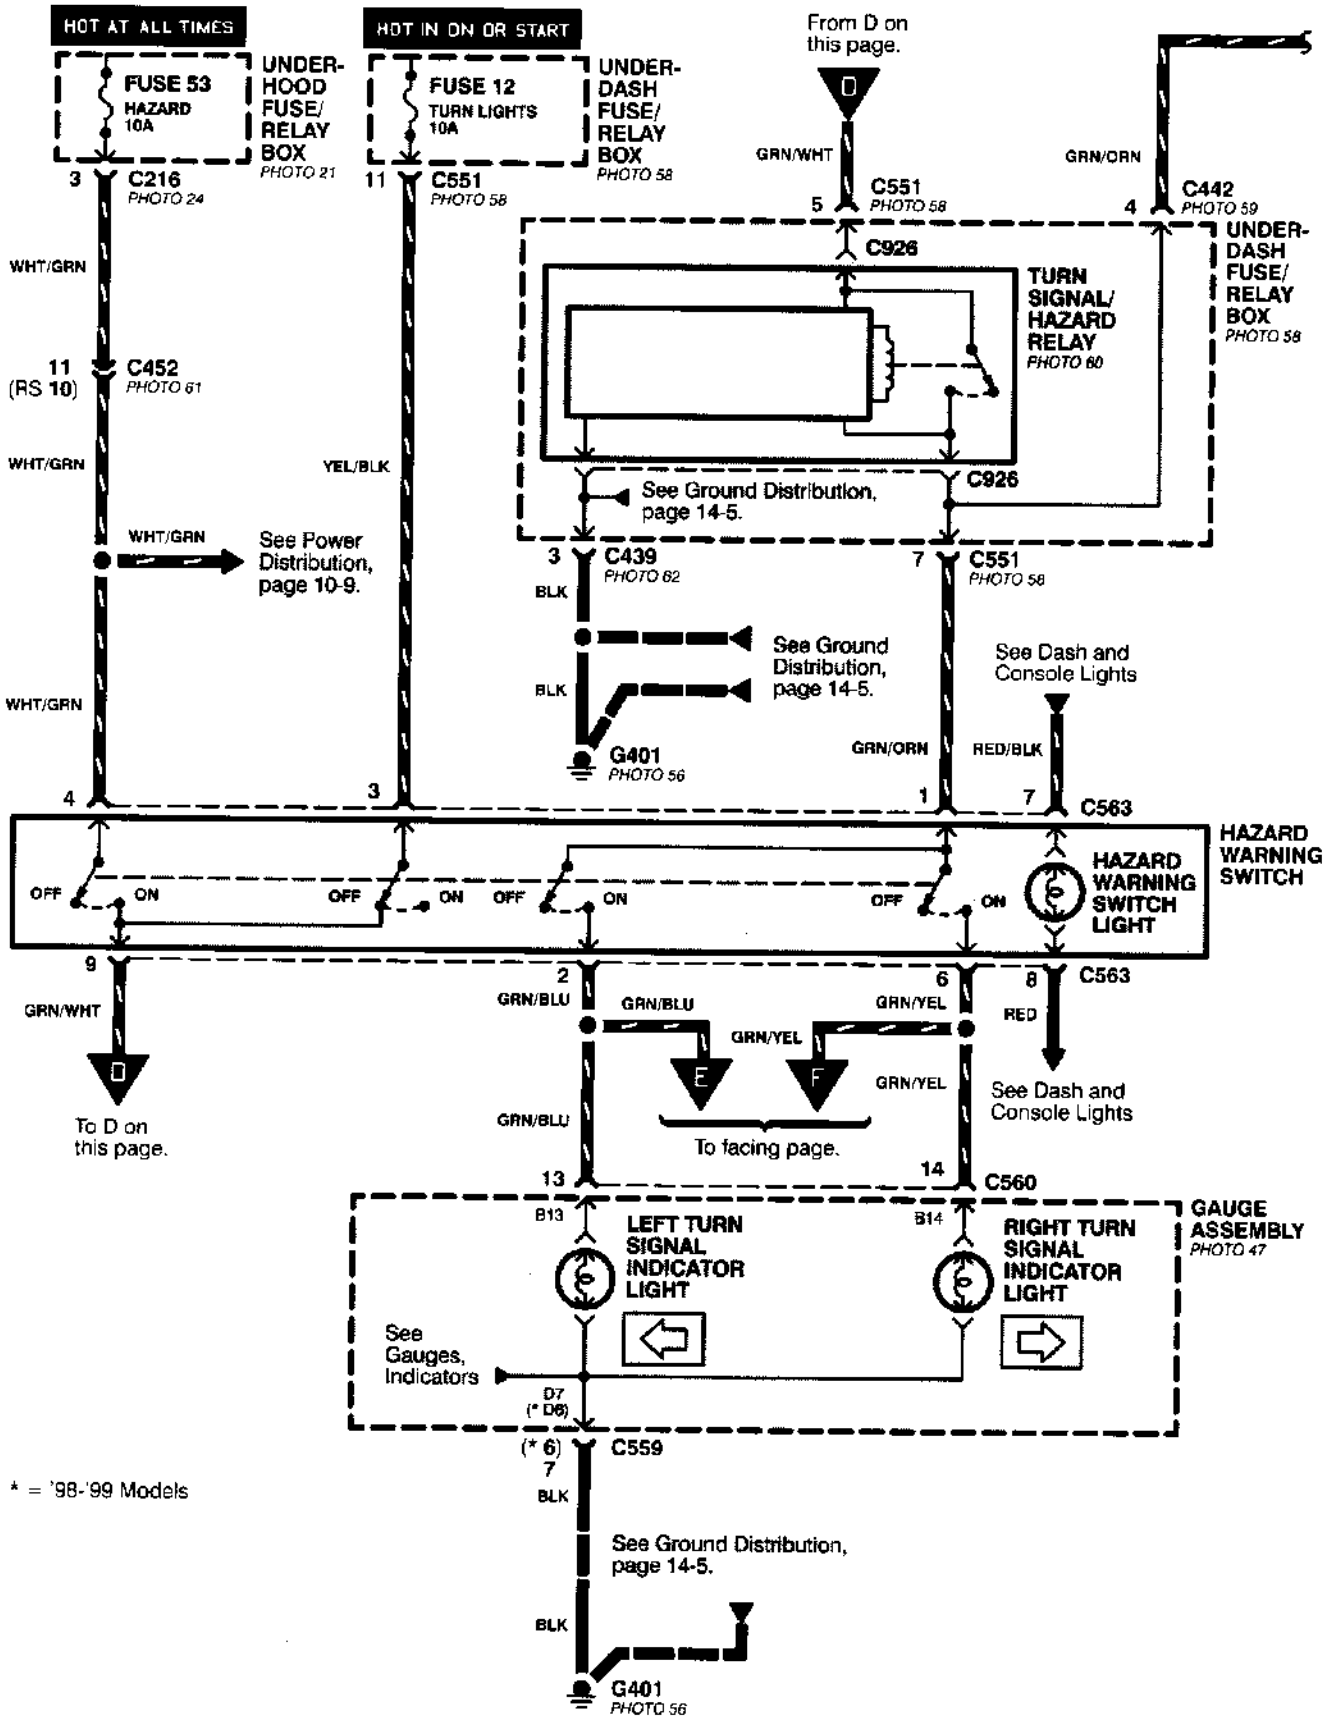 HOT AT ALL TIMES
HOT IN ON OR START
From D on
this page.
FUSE 53
HAZARD
10A
UNDER-
HOOD
FUSE/
RELAY
BOX
PHOTO 21
FUSE 12
TURN LIGHTS
10A
UNDER-
DASH
FUSE/
RELAY
BOX
PHOTO 58
D
GRN/WHT
GRN/ORN
3
C216
PHOTO 24
11
C551
PHOTO 58
5
C551
PHOTO 58
4
C442
PHOTO 59
UNDER-
DASH
FUSE/
RELAY
BOX
PHOTO 58
C926
TURN
SIGNAL/
HAZARD
RELAY
PHOTO 60
WHT/GRN
11
(RS 10)
C452
PHOTO 61
WHT/GRN
YEL/BLK
C926
See Ground Distribution,
page 14-5.
WHT/GRN
See Power
Distribution,
page 10-9.
3
C439
PHOTO 62
7
C551
PHOTO 58
BLK
See Ground
Distribution,
page 14-5.
BLK
See Dash and
Console Lights
WHT/GRN
G401
PHOTO 56
GRN/ORN
RED/BLK
4
3
1
7
C563
HAZARD
WARNING
SWITCH
OFF
ON
OFF
ON
OFF
ON
OFF
ON
HAZARD
WARNING
SWITCH
LIGHT
9
2
6
8
C563
GRN/WHT
GRN/BLU
GRN/BLU
GRN/YEL
GRN/YEL
RED
D
E
F
GRN/YEL
See Dash and
Console Lights
To D on
this page.
GRN/BLU
To facing page.
13
14
C560
B13
B14
GAUGE
ASSEMBLY
PHOTO 47
LEFT TURN
SIGNAL
INDICATOR
LIGHT
RIGHT TURN
SIGNAL
INDICATOR
LIGHT
See
Gauges,
Indicators
D7
(* D6)
(* 6)
7
C559
* = '98-'99 Models
BLK
See Ground Distribution,
page 14-5.
BLK
G401
PHOTO 56